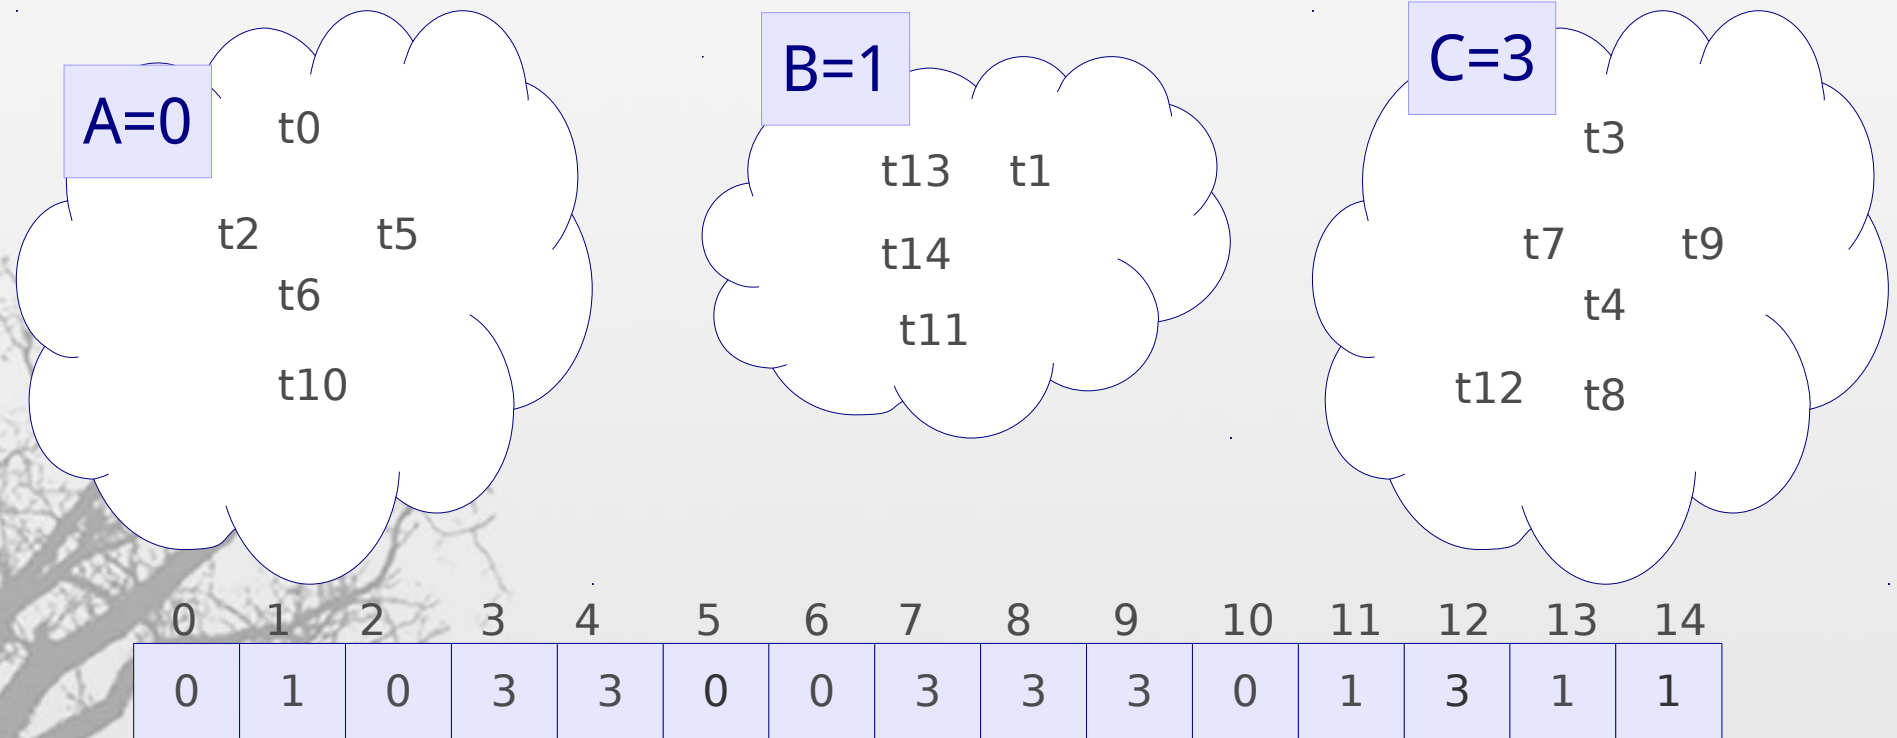 A=0
t0
t2 t5
t6
t10
B=1
t13 t1
t14
t11
C=3
t3
t7 t9
t4
t12 t8
0 1 2 3 4 5 6 7 8 9 10 11 12 13 14
0 1 0 3 3 0 0 3 3 3 0 1 3 1 1